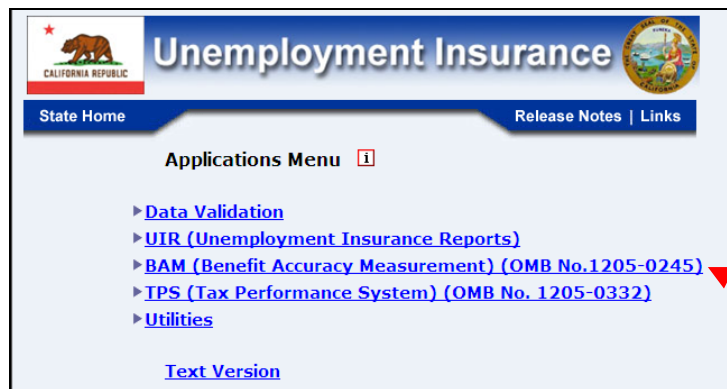 CALIFORNIA REPUBLIC
Unemployment Insurance
State Home
Release Notes | Links
Applications Menu i
Data Validation
UIR (Unemployment Insurance Reports)
BAM (Benefit Accuracy Measurement) (OMB No.1205-0245)
TPS (Tax Performance System) (OMB No. 1205-0332)
Utilities
Text Version